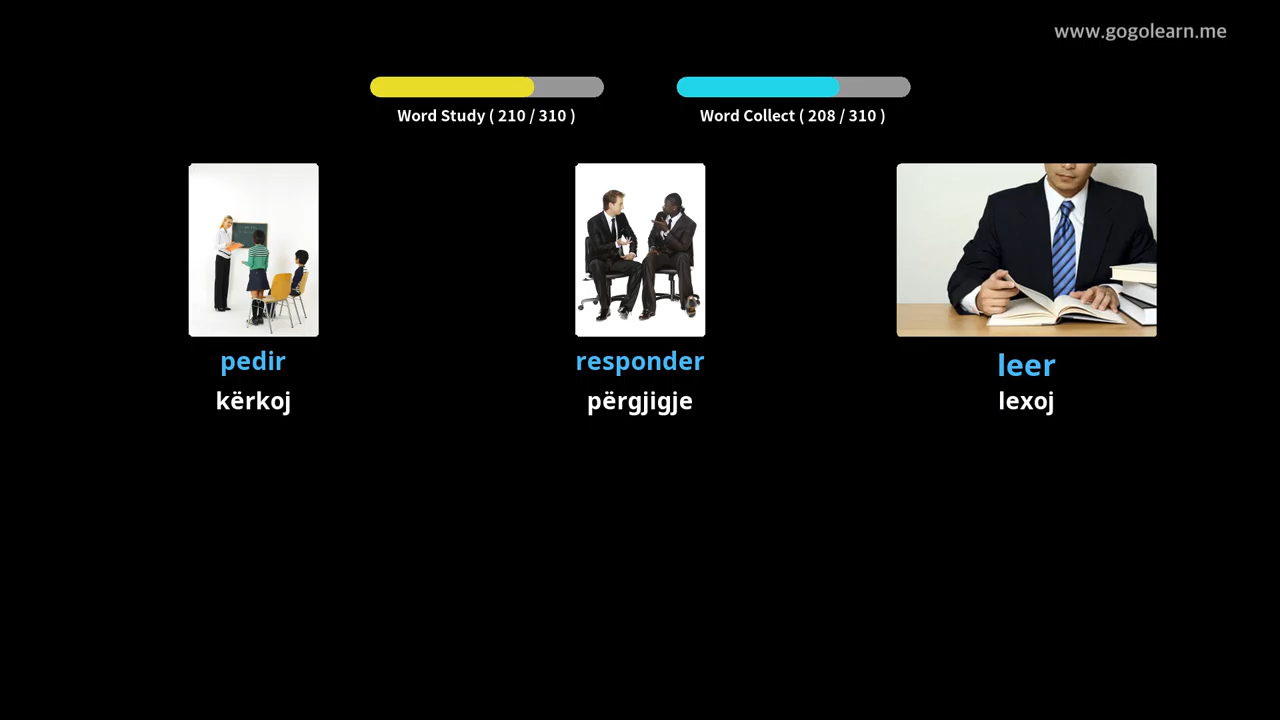 www.gogolearn.me
Word Study ( 210 / 310 )
Word Collect ( 208 / 310 )
pedir
kërkoj
responder
përgjigje
leer
lexoj